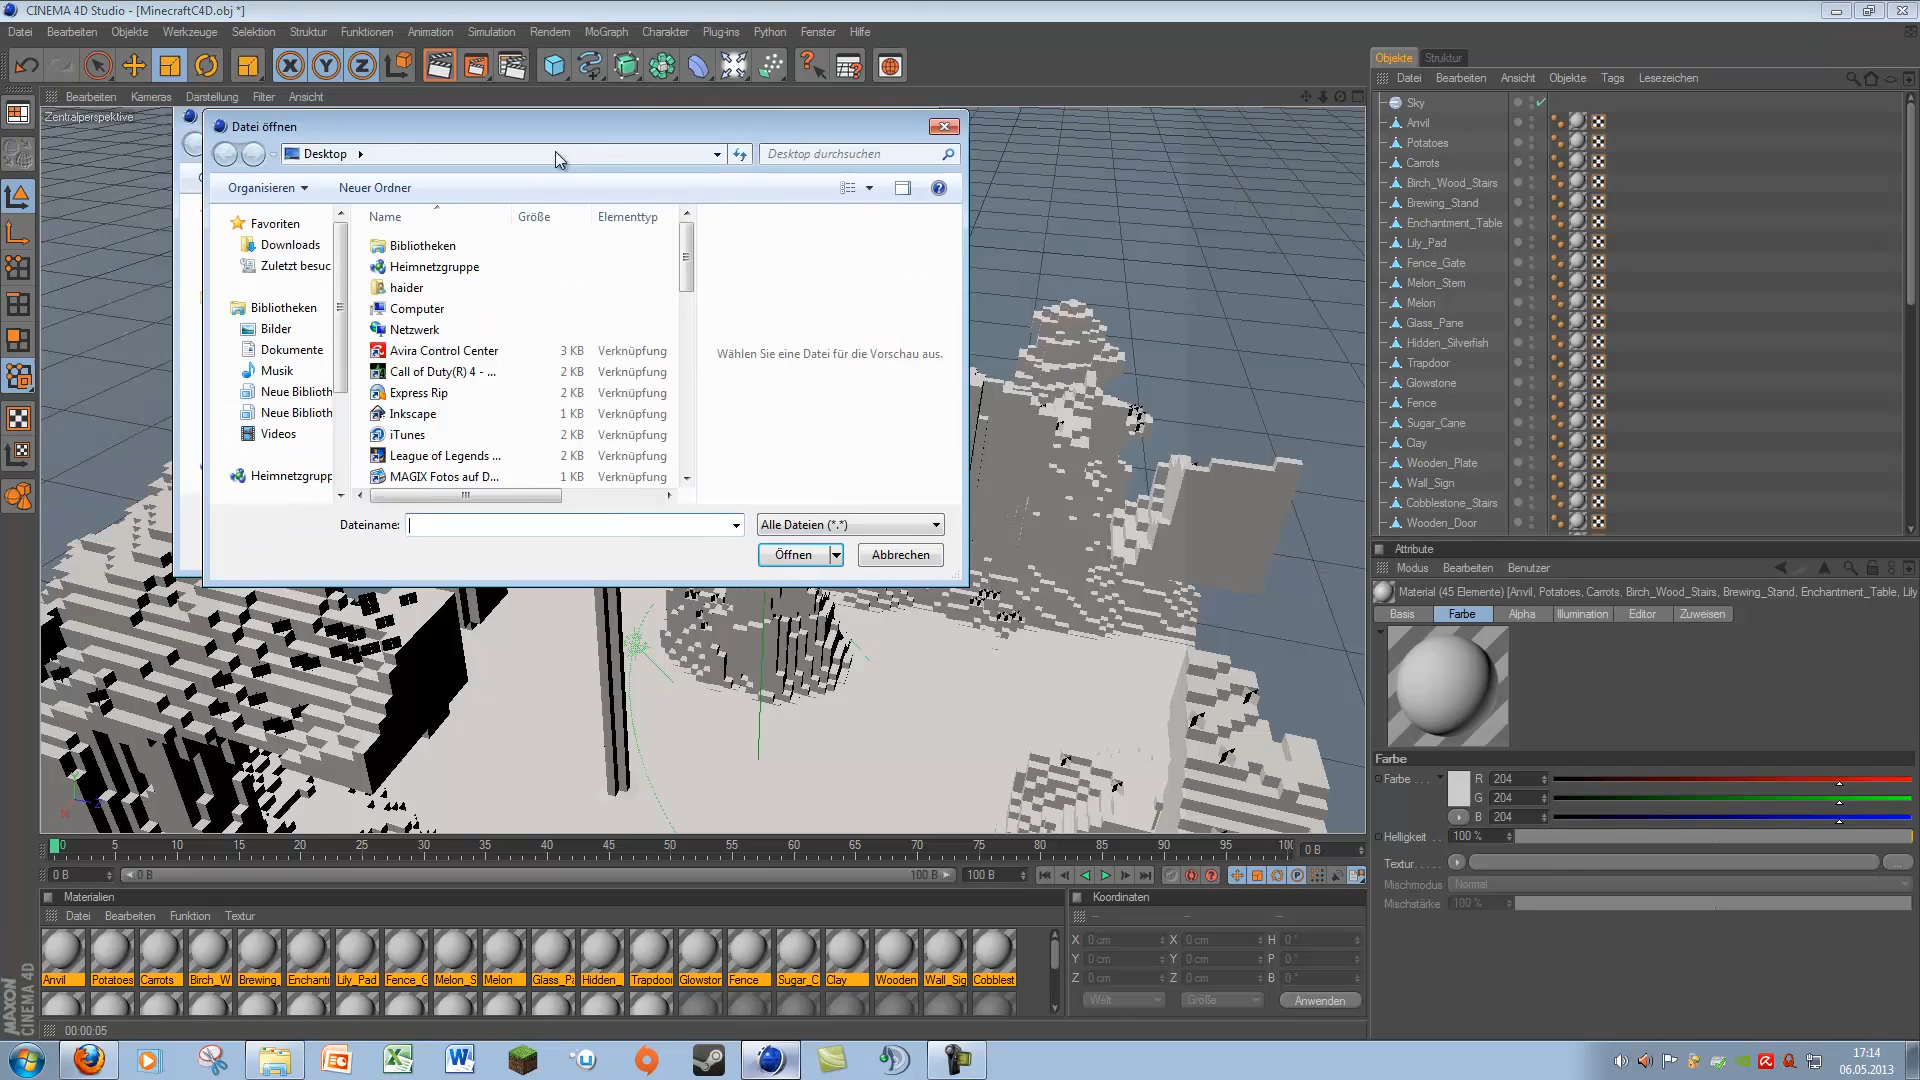 CINEMA 4D Studio - [MinecraftC4D.obj *]
Datei Bearbeiten Objekte Werkzeuge Selektion Struktur Funktionen Animation Simulation Rendern MoGraph Charakter Plug-ins Python Fenster Hilfe
Bearbeiten Kameras Darstellung Filter Ansicht
Zentralperspektive
Datei öffnen
Desktop
Desktop durchsuchen
Organisieren
Neuer Ordner
Favoriten
Downloads
Zuletzt besuc
Bibliotheken
Bilder
Dokumente
Musik
Neue Biblioth
Neue Biblioth
Videos
Heimnetzgrupp
Name Größe Elementtyp
Bibliotheken
Heimnetzgruppe
haider
Computer
Netzwerk
Avira Control Center 3 KB Verknüpfung
Call of Duty(R) 4 - ... 2 KB Verknüpfung
Express Rip 2 KB Verknüpfung
Inkscape 1 KB Verknüpfung
iTunes 2 KB Verknüpfung
League of Legends ... 2 KB Verknüpfung
MAGIX Fotos auf D... 1 KB Verknüpfung
Wählen Sie eine Datei für die Vorschau aus.
Dateiname:
Alle Dateien (*.*)
Öffnen
Abbrechen
Objekte Struktur
Datei Bearbeiten Ansicht Objekte Tags Lesezeichen
Sky
Anvil
Potatoes
Carrots
Birch_Wood_Stairs
Brewing_Stand
Enchantment_Table
Lily_Pad
Fence_Gate
Melon_Stem
Melon
Glass_Pane
Hidden_Silverfish
Trapdoor
Glowstone
Fence
Sugar_Cane
Clay
Wooden_Plate
Wall_Sign
Cobblestone_Stairs
Wooden_Door
Attribute
Modus Bearbeiten Benutzer
Material (45 Elemente) [Anvil, Potatoes, Carrots, Birch_Wood_Stairs, Brewing_Stand, Enchantment_Table, Lily
Basis Farbe Alpha Illumination Editor Zuweisen
Farbe
Farbe . . . R 204
G 204
B 204
Helligkeit . . 100 %
Textur . . . . .
Mischmodus Normal
Mischstärke 100 %
0 5 10 15 20 25 30 35 40 45 50 55 60 65 70 75 80 85 90 95 10 0 B
0 B 0 B 100 B 100 B
Materialien
Datei Bearbeiten Funktion Textur
Anvil Potatoes Carrots Birch_W Brewing_ Enchanti Lily_Pad Fence_G Melon_S Melon Glass_Pa Hidden_ Trapdoor Glowstor Fence Sugar_C Clay Wooden Wall_Sig Cobblest
Koordinaten
-- -- --
X 0 cm X 0 cm H 0 °
Y 0 cm Y 0 cm P 0 °
Z 0 cm Z 0 cm B 0 °
Welt Größe Anwenden
MAXON
CINEMA 4D
00:00:05
17:14
06.05.2013